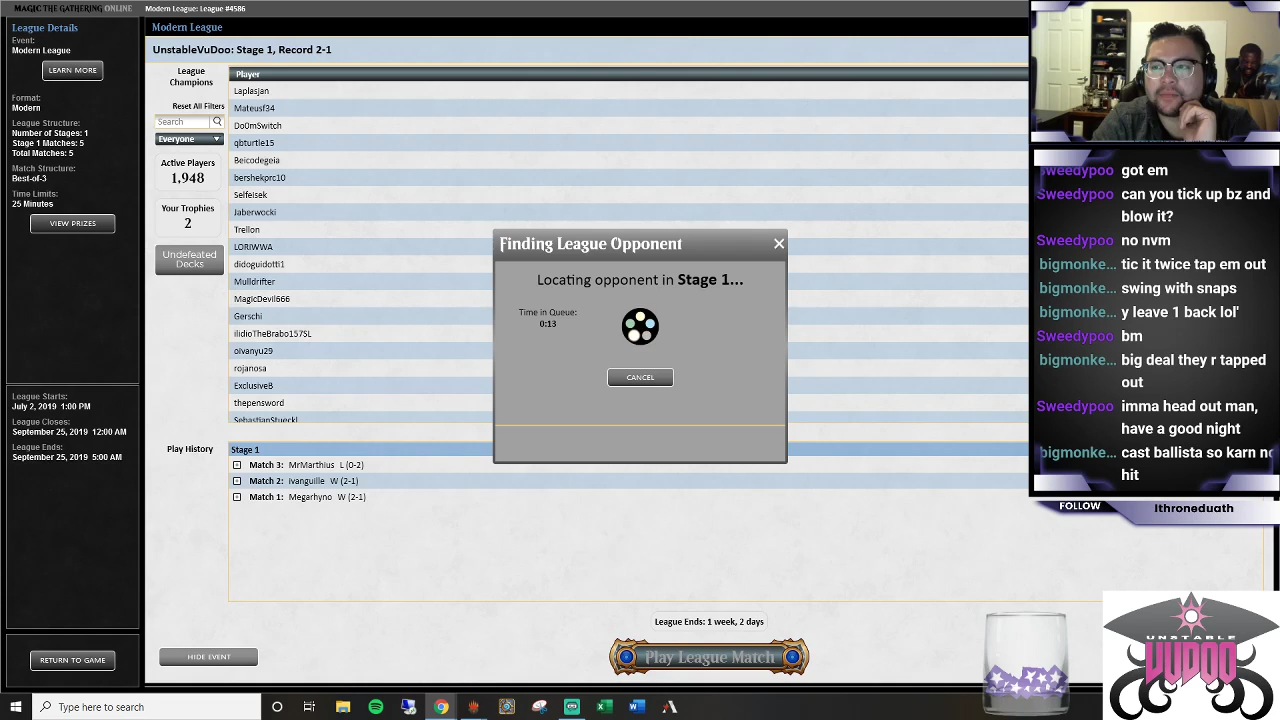 MAGIC THE GATHERING ONLINE
Modern League: League #4586
League Details
Event:
Modern League
LEARN MORE
Format:
Modern
League Structure:
Number of Stages: 1
Stage 1 Matches: 5
Total Matches: 5
Match Structure:
Best-of-3
Time Limits:
25 Minutes
VIEW PRIZES
League Starts:
July 2, 2019 1:00 PM
League Closes:
September 25, 2019 12:00 AM
League Ends:
September 25, 2019 5:00 AM
RETURN TO GAME
Modern League
UnstableVuDoo: Stage 1, Record 2-1
League
Champions
Reset All Filters
Search
Everyone
Active Players
1,948
Your Trophies
2
Undefeated
Decks
Player
Laplasjan
Mateusf34
Do0mSwitch
qbturtle15
Beicodegeia
bershekprc10
Selfeisek
Jaberwocki
Trellon
LORIWWA
didoguidotti1
Mulldrifter
MagicDevil666
Gerschi
ilidioTheBrabo157SL
oivanyu29
rojanosa
ExclusiveB
thepensword
SebastianStueckl
Finding League Opponent
Locating opponent in Stage 1...
Time in Queue:
0:13
CANCEL
Play History
Stage 1
Match 3: MrMarthius L (0-2)
Match 2: ivanguille W (2-1)
Match 1: Megarhyno W (2-1)
League Ends: 1 week, 2 days
HIDE EVENT
Play League Match
Sweedypoo got em
Sweedypoo can you tick up bz and
blow it?
Sweedypoo no nvm
bigmonke... tic it twice tap em out
bigmonke... swing with snaps
bigmonke... y leave 1 back lol'
Sweedypoo bm
bigmonke... big deal they r tapped
out
Sweedypoo imma head out man,
have a good night
bigmonke... cast ballista so karn no
hit
FOLLOW
Ithroneduath
UNSTABLE
VUDOO
Type here to search